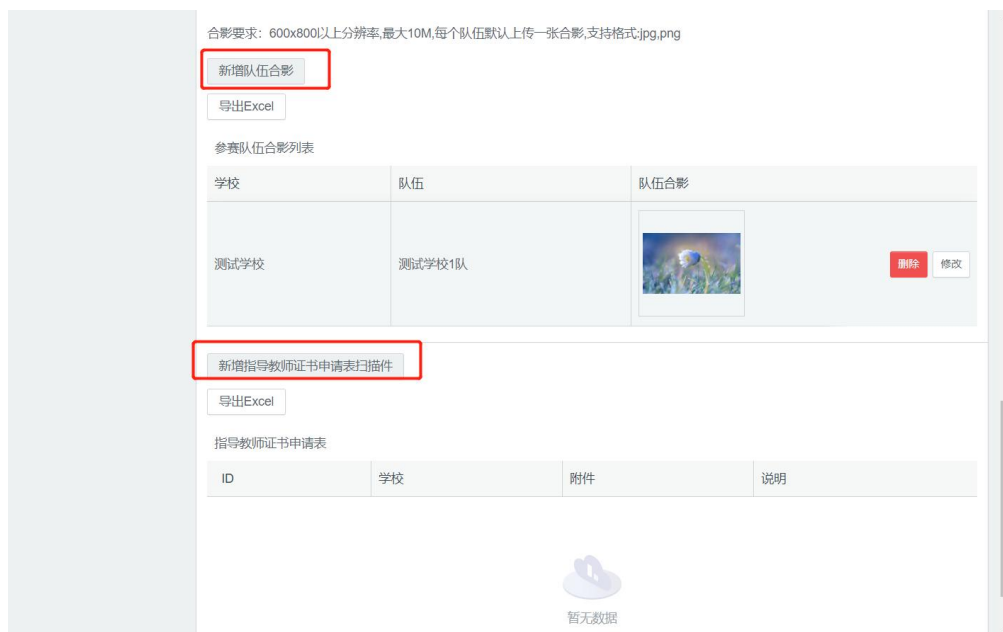 合影要求：600x800以上分辨率,最大10M,每个队伍默认上传一张合影,支持格式:jpg,png
新增队伍合影
导出Excel
参赛队伍合影列表
学校 队伍 队伍合影
测试学校 测试学校1队 删除 修改
新增指导教师证书申请表扫描件
导出Excel
指导教师证书申请表
ID 学校 附件 说明
暂无数据